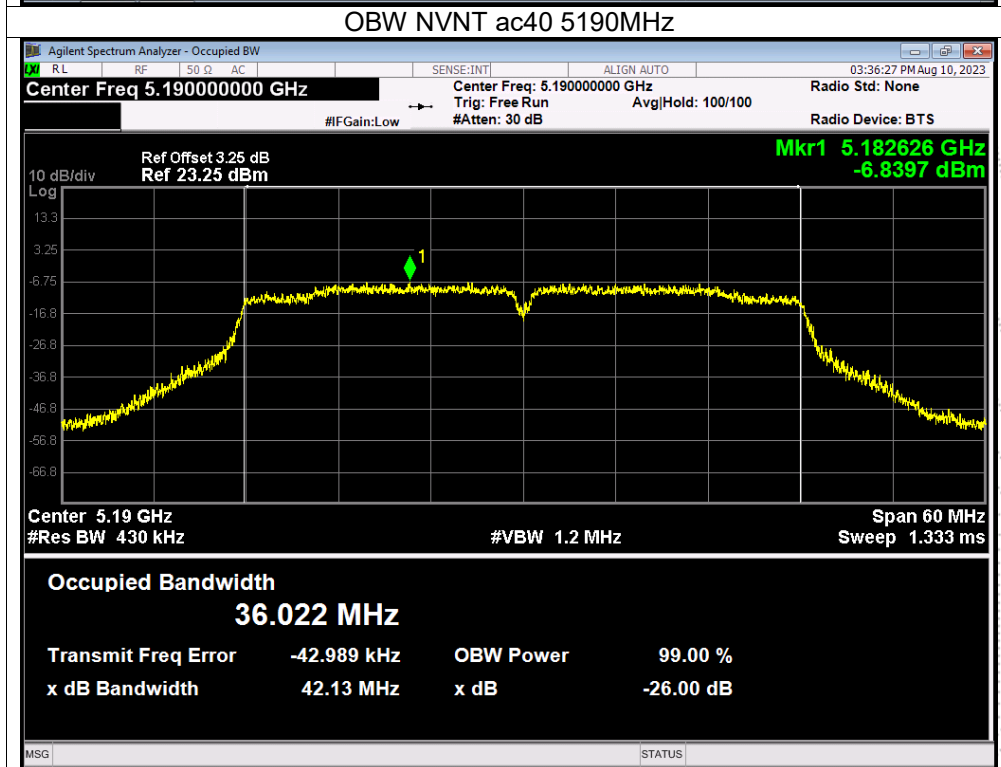 OBW NVNT ac40 5190MHz
Agilent Spectrum Analyzer - Occupied BW
LXI RL RF 50 Ω AC SENSE:INT ALIGN AUTO 03:36:27 PM Aug 10, 2023
Center Freq 5.190000000 GHz Center Freq: 5.190000000 GHz Radio Std: None
Trig: Free Run Avg|Hold: 100/100
#IFGain:Low #Atten: 30 dB Radio Device: BTS
Mkr1 5.182626 GHz
-6.8397 dBm
Ref Offset 3.25 dB
10 dB/div Ref 23.25 dBm
Log
13.3
3.25
1
-6.75
-16.8
-26.8
-36.8
-46.8
-56.8
-66.8
Center 5.19 GHz Span 60 MHz
#Res BW 430 kHz #VBW 1.2 MHz Sweep 1.333 ms
Occupied Bandwidth
36.022 MHz
Transmit Freq Error -42.989 kHz OBW Power 99.00 %
x dB Bandwidth 42.13 MHz x dB -26.00 dB
MSG STATUS